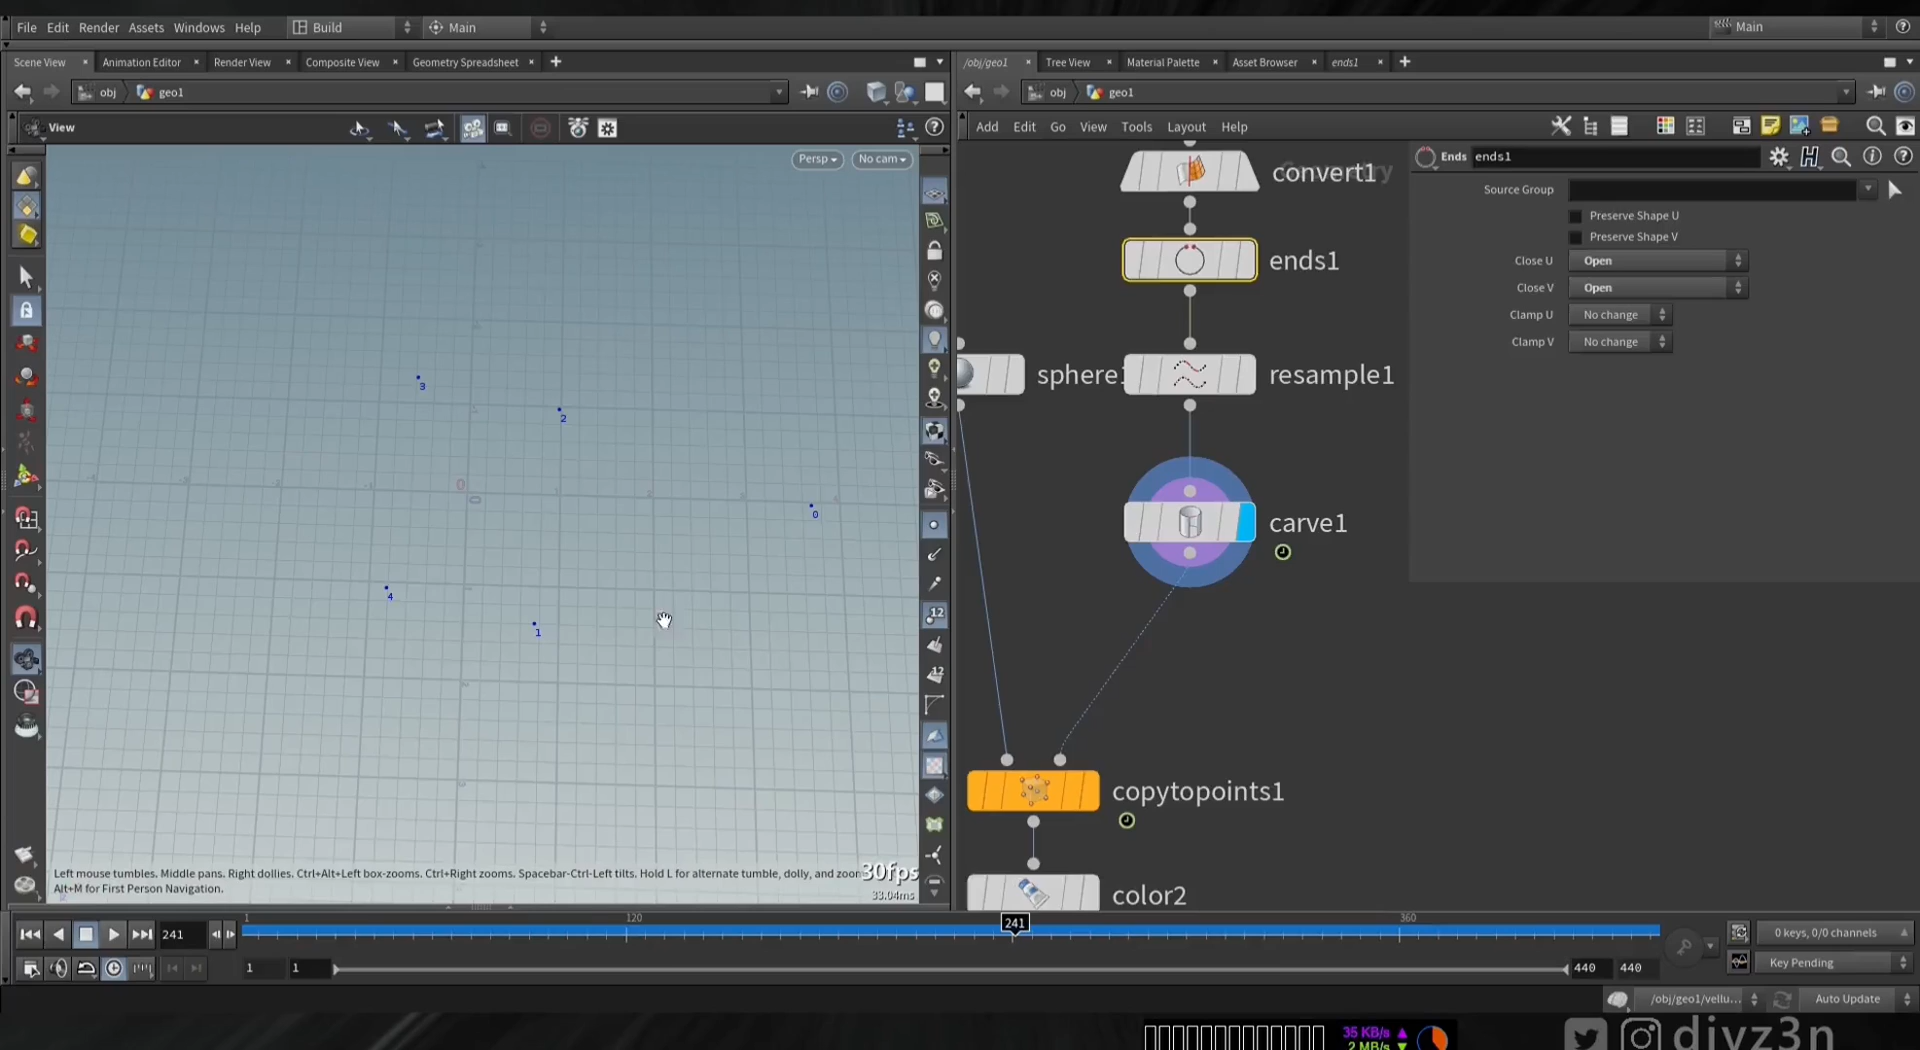 File Edit Render Assets Windows Help Build Main Main
Scene View Animation Editor Render View Composite View Geometry Spreadsheet
/obj/geo1 Tree View Material Palette Asset Browser ends1
obj geo1
obj geo1
View
Add Edit Go View Tools Layout Help
Persp No cam
convert1
Ends ends1
Source Group
Preserve Shape U
Preserve Shape V
Close U Open
Close V Open
Clamp U No change
Clamp V No change
ends1
sphere1
resample1
carve1
copytopoints1
color2
3
2
0
0
4
1
12
12
Left mouse tumbles. Middle pans. Right dollies. Ctrl+Alt+Left box-zooms. Ctrl+Right zooms. Spacebar-Ctrl-Left tilts. Hold L for alternate tumble, dolly, and zoom
Alt+M for First Person Navigation.
30fps
33.04ms
241
1 120 241 360
0 keys, 0/0 channels
1 1 440 440
Key Pending
/obj/geo1/vellu... Auto Update
35 KB/s
2 MB/s
divz3n